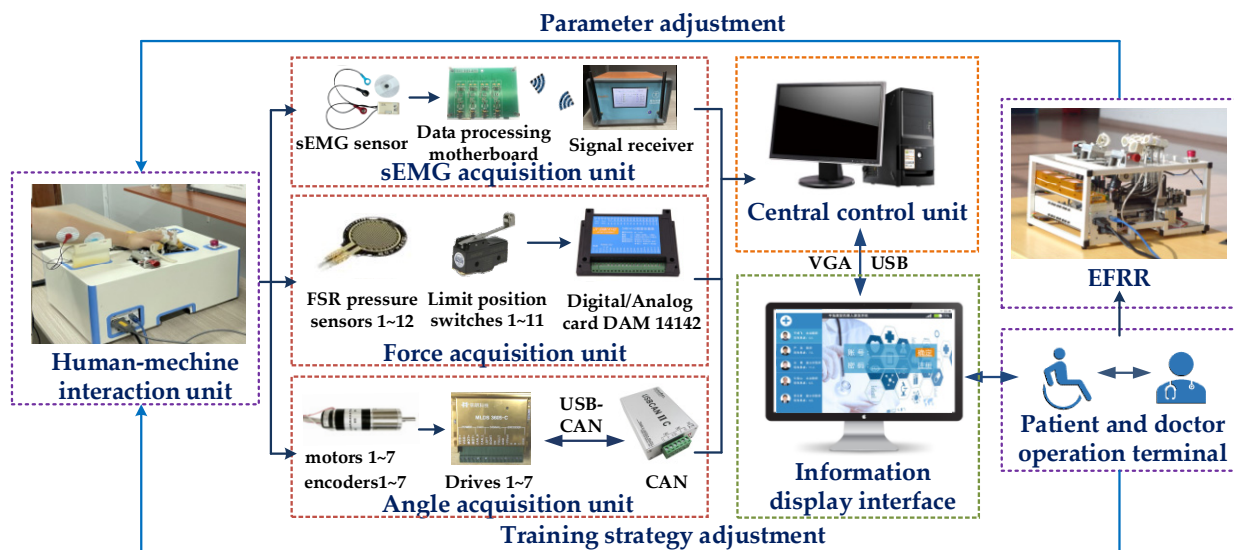 Parameter adjustment
sEMG sensor
Data processing
motherboard
Signal receiver
sEMG acquisition unit
Human-mechine
interaction unit
FSR pressure
sensors 1~12
Limit position
switches 1~11
Digital/Analog
card DAM 14142
Force acquisition unit
USBCAN II C
USB-
CAN
motors 1~7
encoders1~7
Drives 1~7
CAN
Angle acquisition unit
Central control unit
VGA
USB
Information
display interface
EFRR
Patient and doctor
operation terminal
Training strategy adjustment